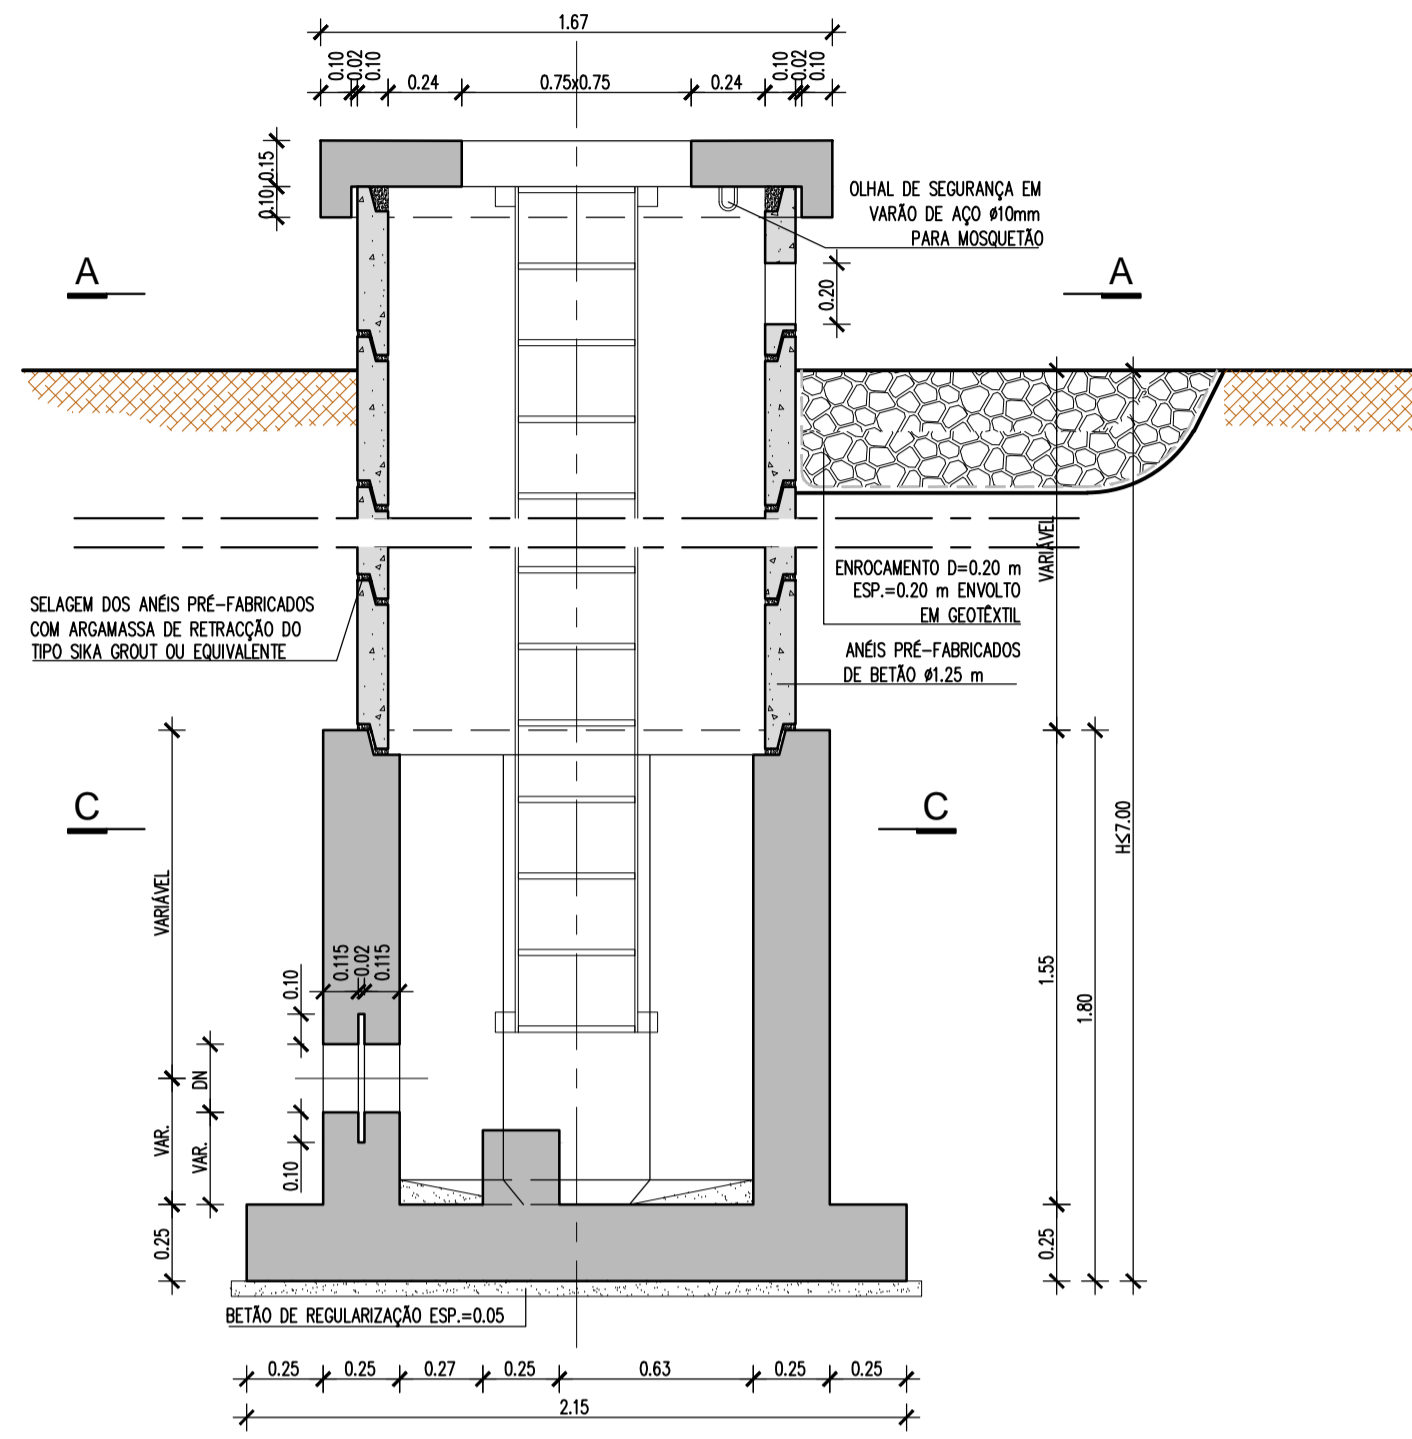 1.67
0.10
0.02
0.10
0.24
0.75x0.75
0.24
0.10
0.02
0.10
0.15
0.10
OLHAL DE SEGURANÇA EM
VARÃO DE AÇO ø10mm
PARA MOSQUETÃO
A
A
0.20
VARIÁVEL
ENROCAMENTO D=0.20 m
ESP.=0.20 m ENVOLTO
EM GEOTÊXTIL
SELAGEM DOS ANÉIS PRÉ-FABRICADOS
COM ARGAMASSA DE RETRACÇÃO DO
TIPO SIKA GROUT OU EQUIVALENTE
ANÉIS PRÉ-FABRICADOS
DE BETÃO ø1.25 m
C
C
H≤7.00
VARIÁVEL
0.115
0.02
0.115
0.10
1.55
1.80
DN
VAR.
VAR.
0.10
0.25
0.25
BETÃO DE REGULARIZAÇÃO ESP.=0.05
0.25
0.25
0.27
0.25
0.63
0.25
0.25
2.15